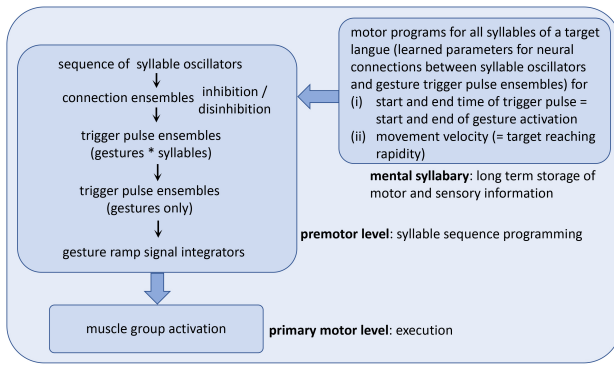 sequence of syllable oscillators
connection ensembles
inhibition /
disinhibition
trigger pulse ensembles
(gestures * syllables)
trigger pulse ensembles
(gestures only)
gesture ramp signal integrators
motor programs for all syllables of a target
langue (learned parameters for neural
connections between syllable oscillators
and gesture trigger pulse ensembles) for
(i) start and end time of trigger pulse =
start and end of gesture activation
(ii) movement velocity (= target reaching
rapidity)
mental syllabary: long term storage of
motor and sensory information
premotor level: syllable sequence programming
muscle group activation
primary motor level: execution